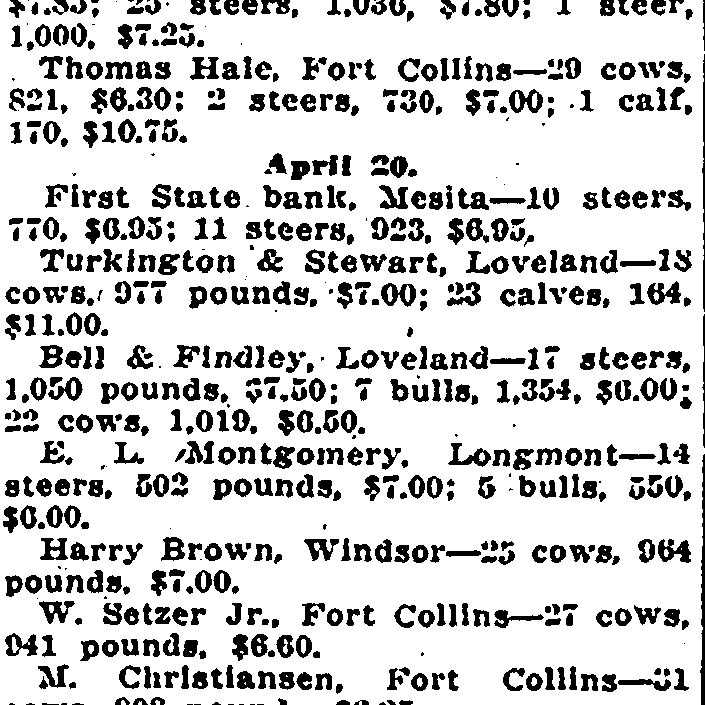 $7.85; 25 steers, 1,036, $7.80; 1 steer,
1,000, $7.25.
Thomas Hale, Fort Collins—29 cows,
821, $6.30; 2 steers, 730, $7.00; 1 calf,
170, $10.75.
April 20.
First State bank, Mesita—10 steers,
770, $6.95; 11 steers, 923, $6.95.
Turkington & Stewart, Loveland—18
cows, 977 pounds, $7.00; 23 calves, 164,
$11.00.
Bell & Findley, Loveland—17 steers,
1,050 pounds, $7.50; 7 bulls, 1,354, $6.00;
22 cows, 1,019, $6.50.
E. L. Montgomery, Longmont—14
steers, 502 pounds, $7.00; 5 bulls, 550,
$6.00.
Harry Brown, Windsor—25 cows, 964
pounds, $7.00.
W. Setzer Jr., Fort Collins—27 cows,
941 pounds, $6.60.
M. Christiansen, Fort Collins—31